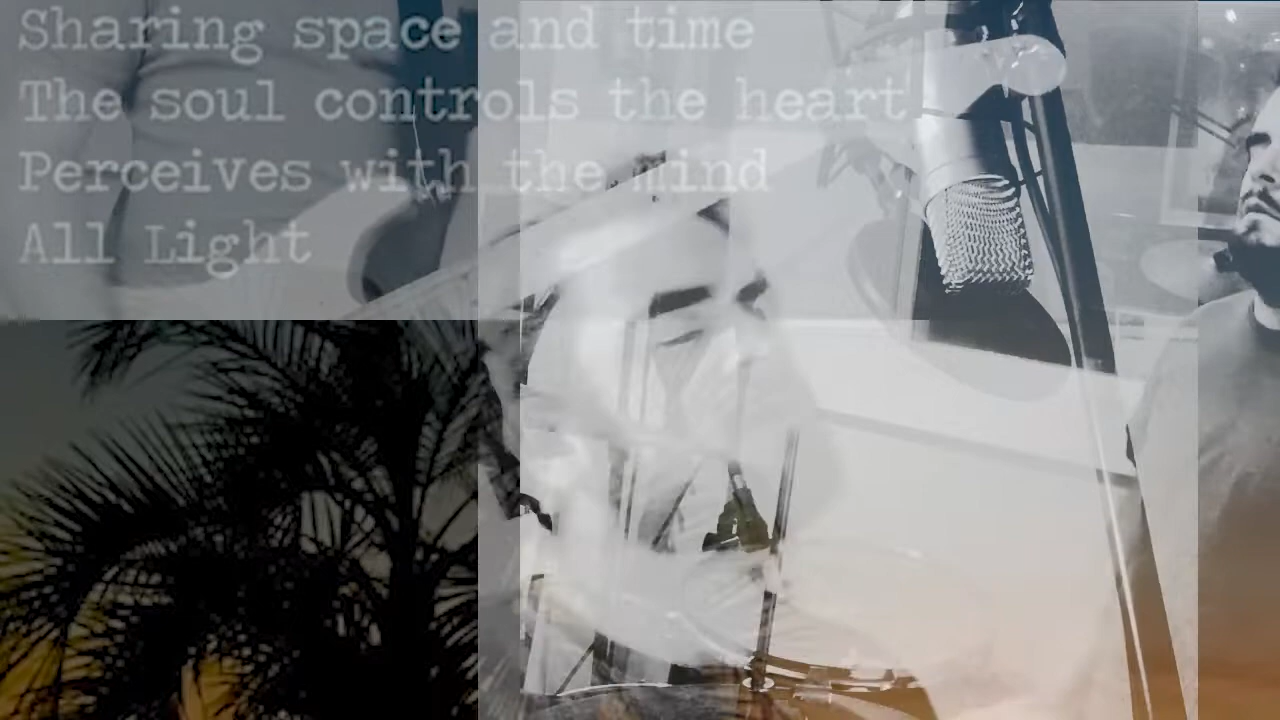 Sharing space and time
The soul controls the heart
Perceives with the mind
All Light